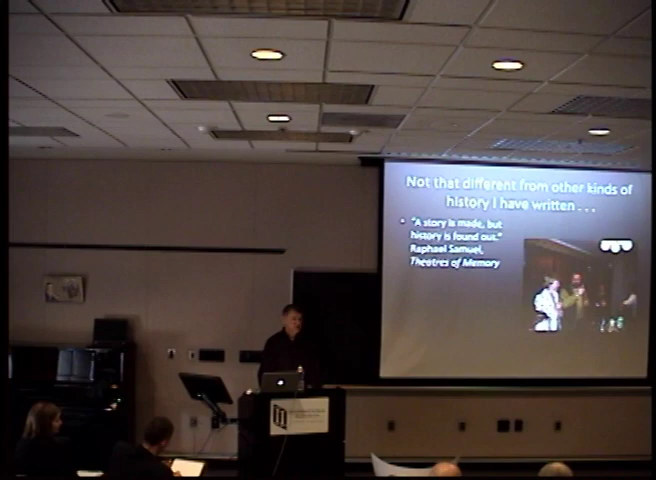 Not that different from other kinds of
history I have written . . .
• "A story is made, but
history is found out."
Raphael Samuel,
Theatres of Memory